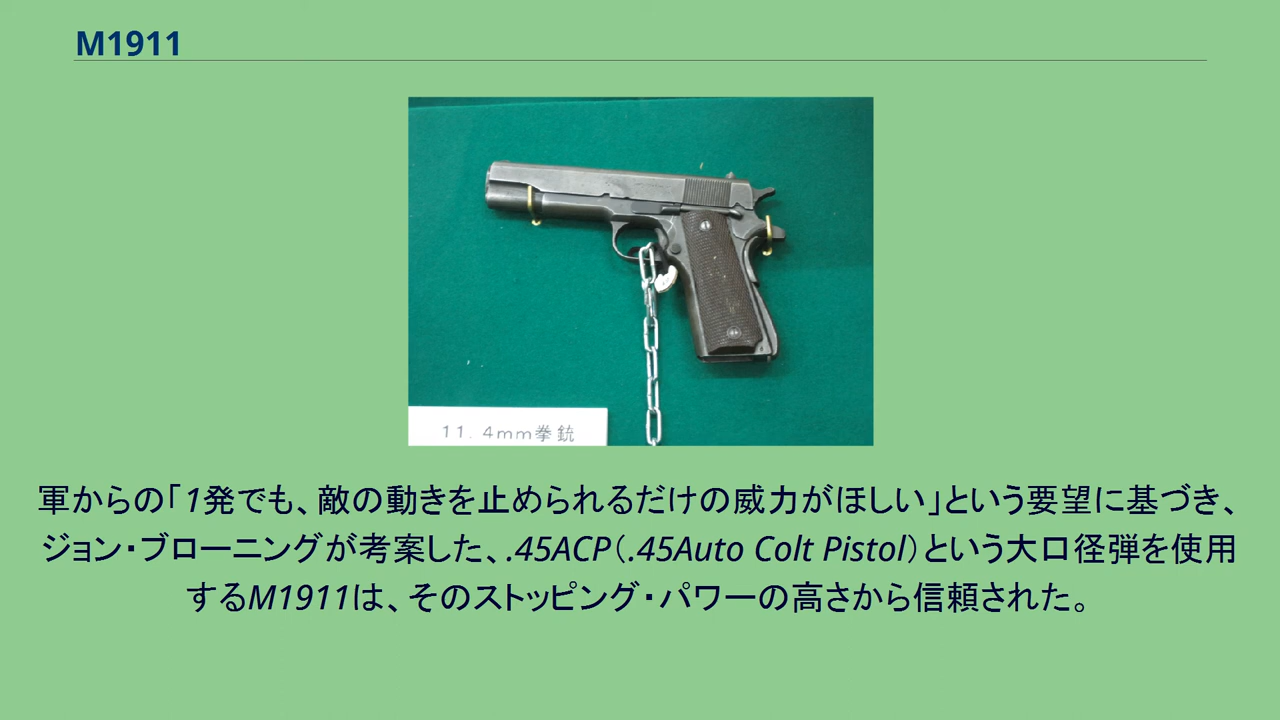 M1911
11.4mm拳銃
軍からの「1発でも、敵の動きを止められるだけの威力がほしい」という要望に基づき、
ジョン・ブローニングが考案した、.45ACP（.45Auto Colt Pistol）という大口径弾を使用
するM1911は、そのストッピング・パワーの高さから信頼された。